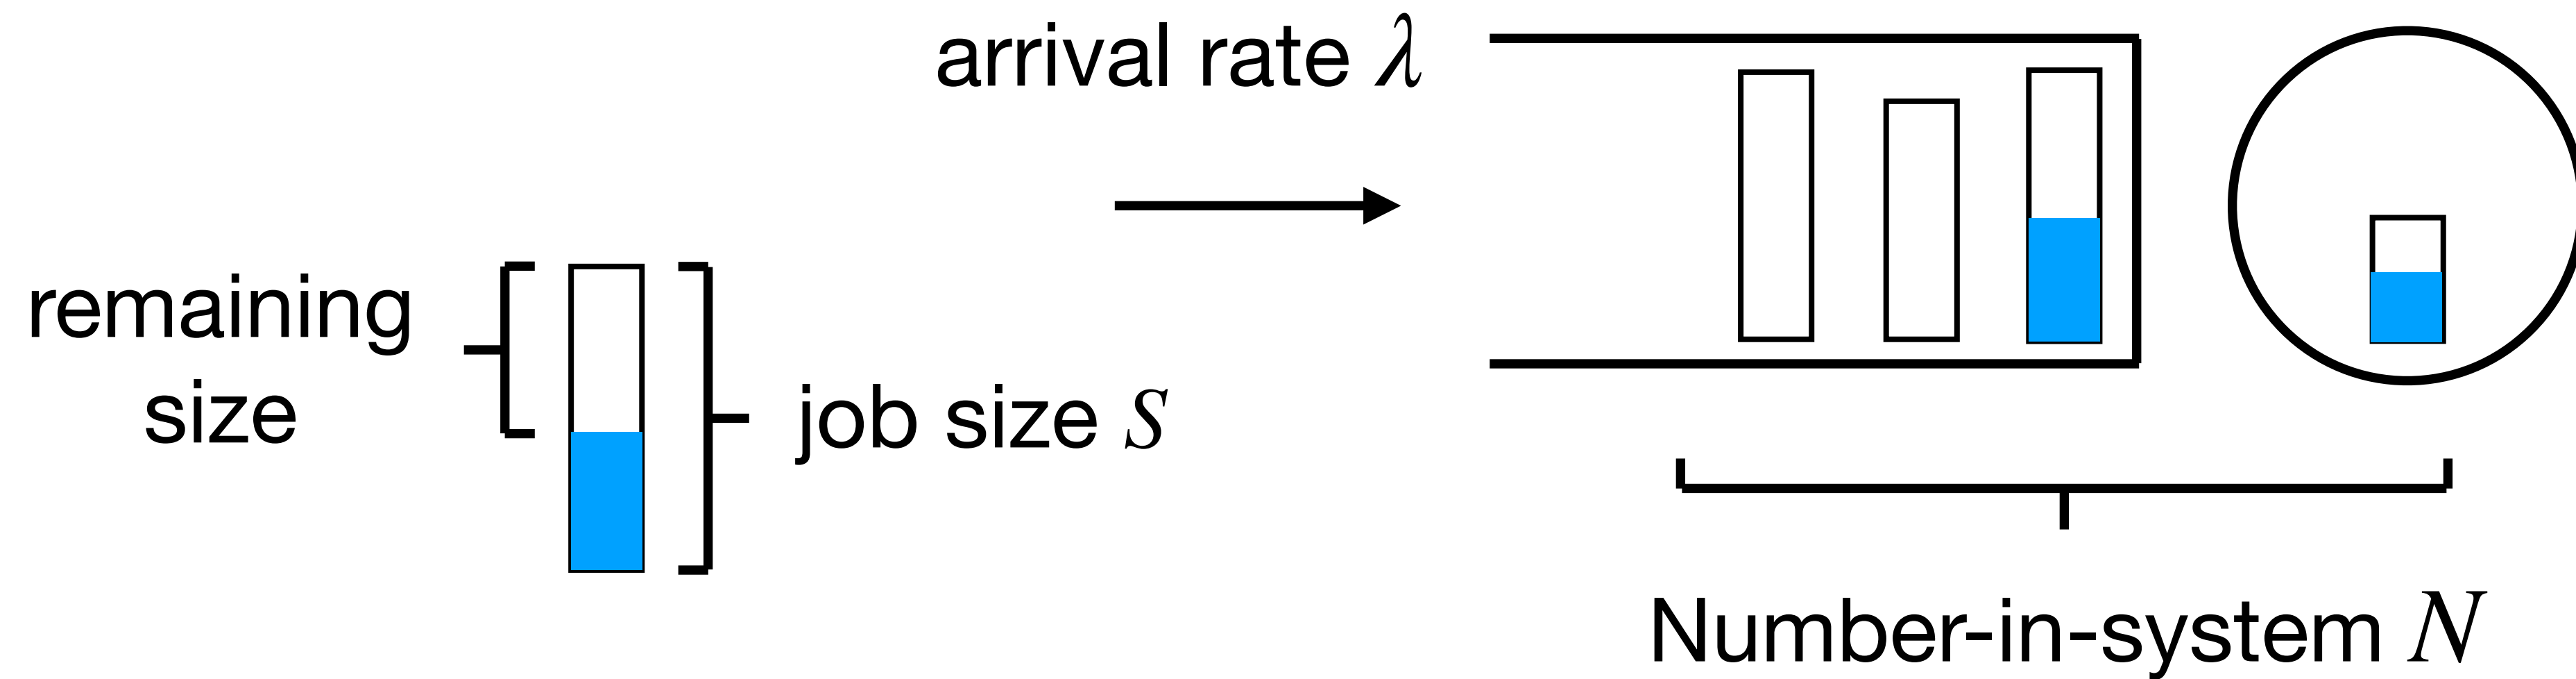 arrival rate λ
remaining
size
job size S
Number-in-system N